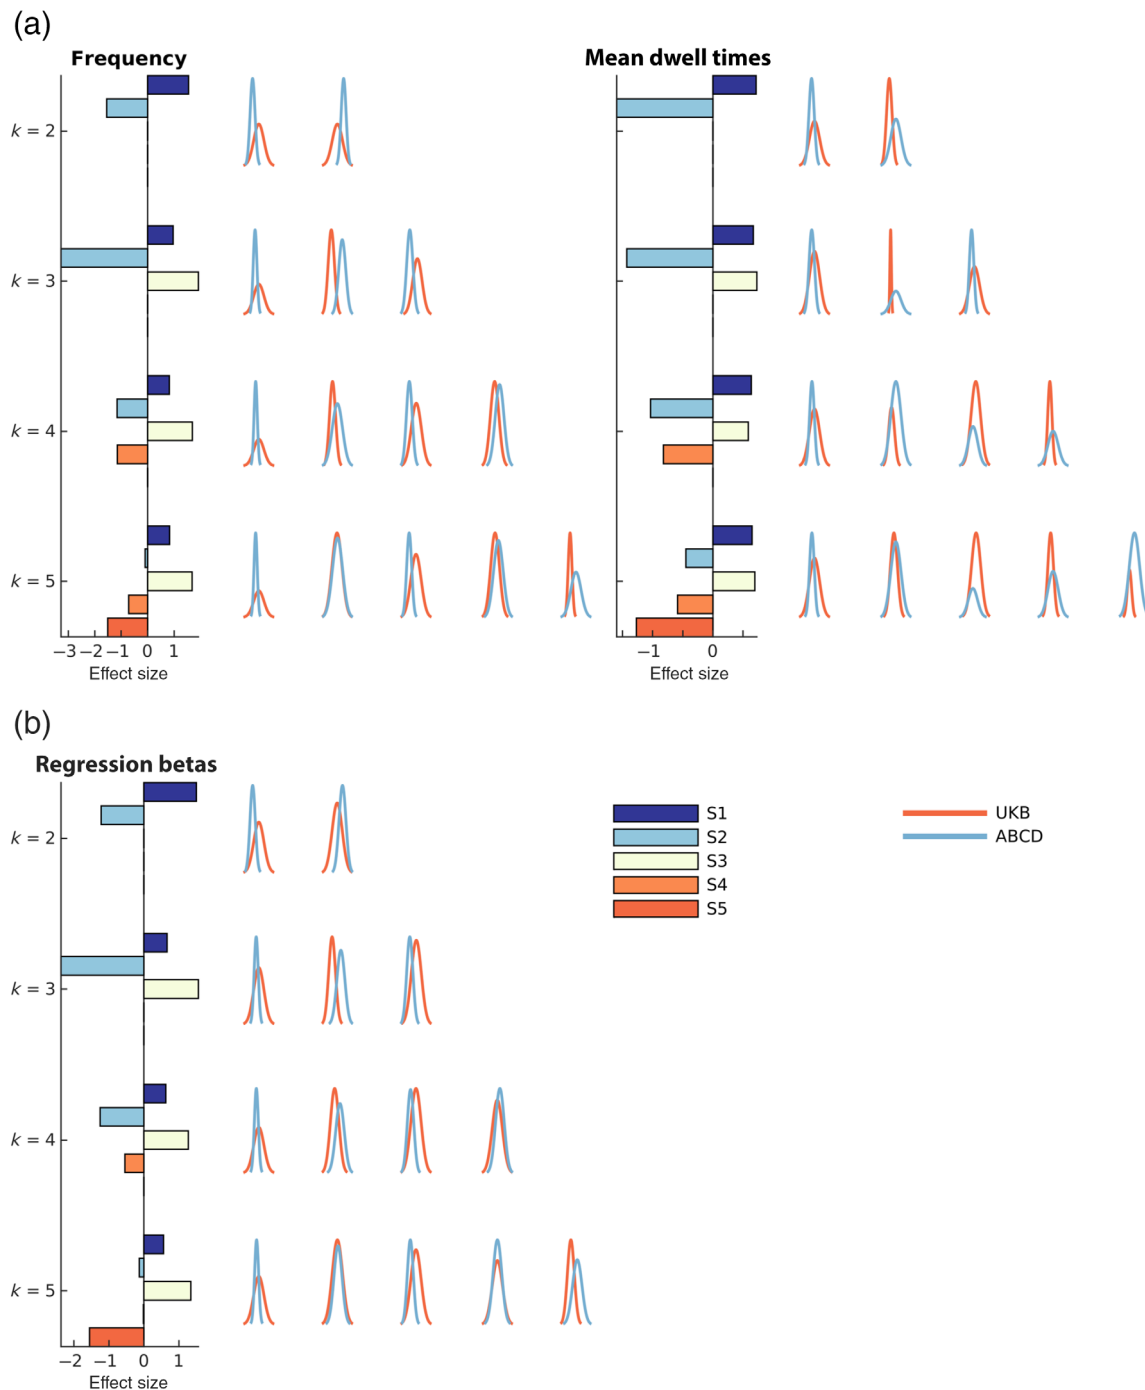 (a)
Frequency
k = 2
k = 3
k = 4
k = 5
−3 −2 −1 0 1
Effect size
Mean dwell times
−1 0
Effect size
(b)
Regression betas
k = 2
k = 3
k = 4
k = 5
−2 −1 0 1
Effect size
S1
S2
S3
S4
S5
UKB
ABCD